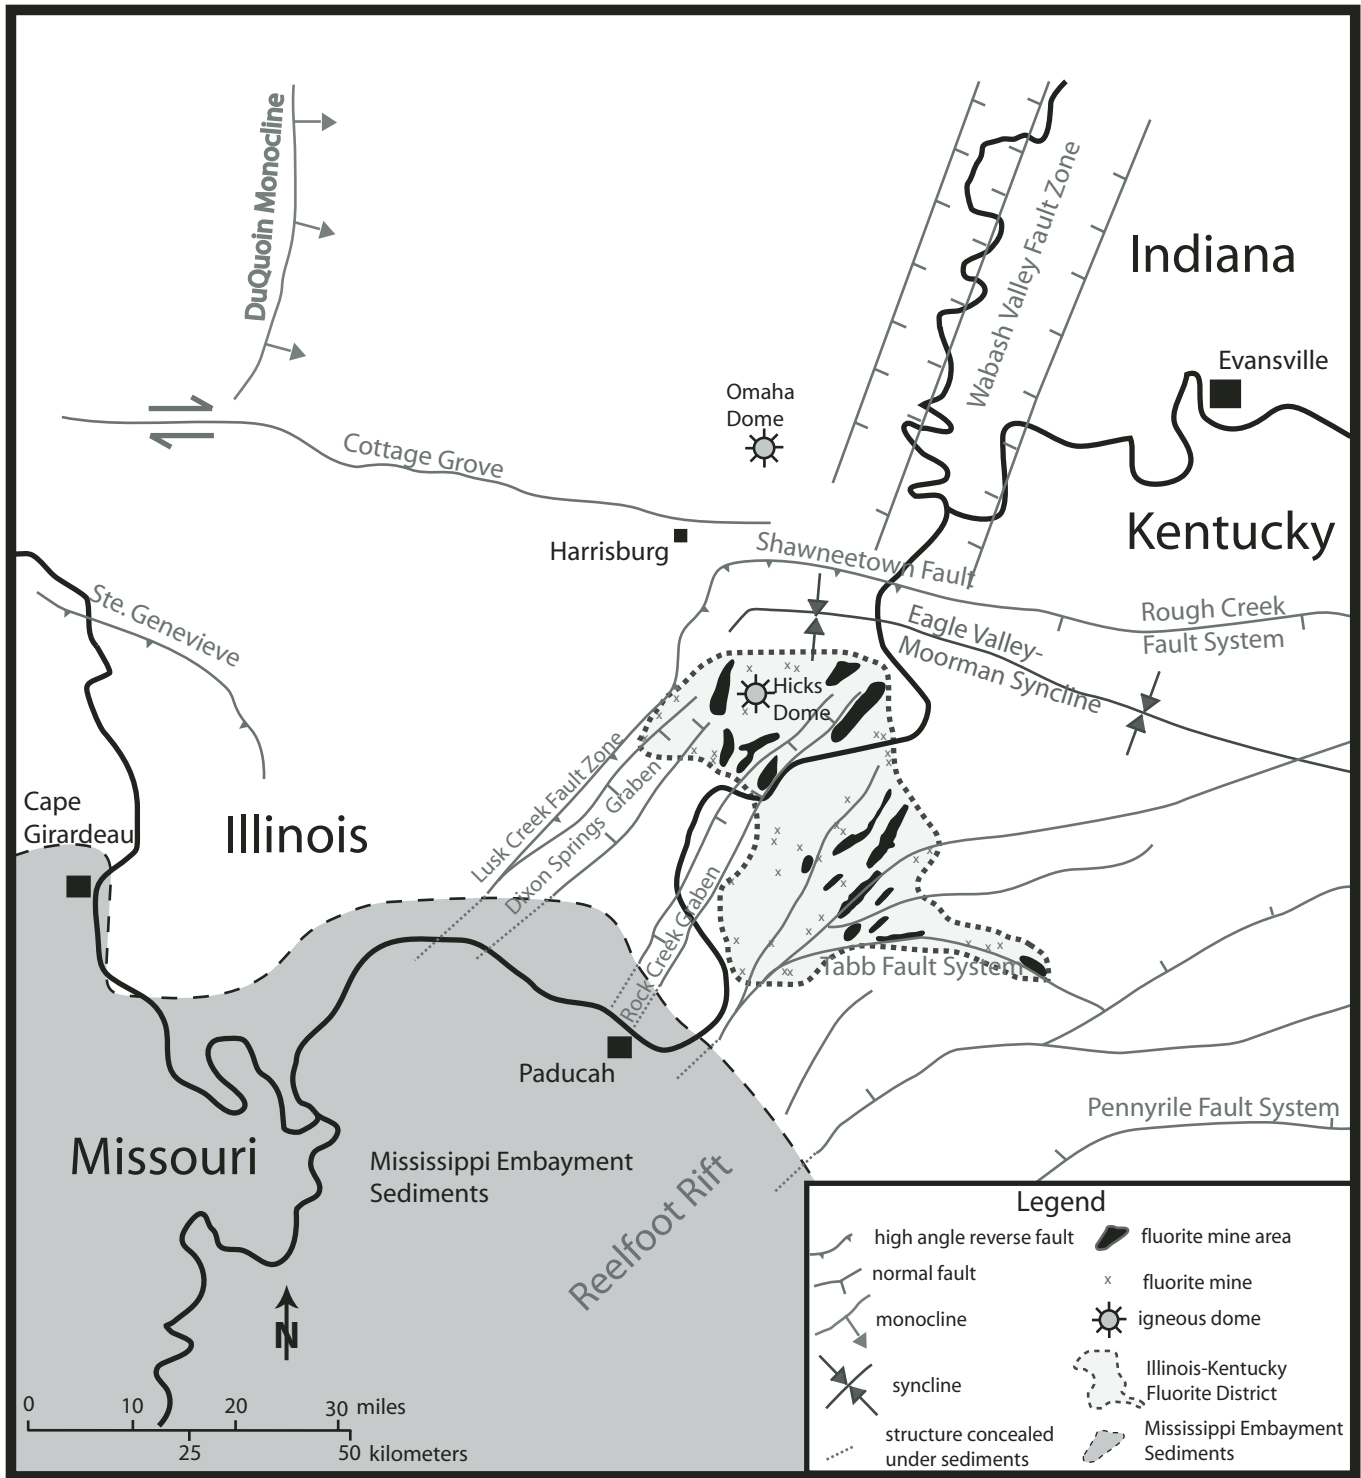 DuQuoin Monocline
Wabash Valley Fault Zone
Indiana
Evansville
Omaha
Dome
Cottage Grove
Harrisburg
Kentucky
Shawneetown Fault
Rough Creek
Fault System
Eagle Valley-
Moorman Syncline
Ste. Genevieve
Hicks
Dome
Lusk Creek Fault Zone
Dixon Springs Graben
Rock Creek Graben
Cape
Girardeau
Illinois
Tabb Fault System
Paducah
Pennyrile Fault System
Missouri
Mississippi Embayment
Sediments
Reelfoot Rift
N
0 10 20 30 miles
25 50 kilometers
Legend
high angle reverse fault
normal fault
monocline
syncline
structure concealed
under sediments
fluorite mine area
x fluorite mine
igneous dome
Illinois-Kentucky
Fluorite District
Mississippi Embayment
Sediments